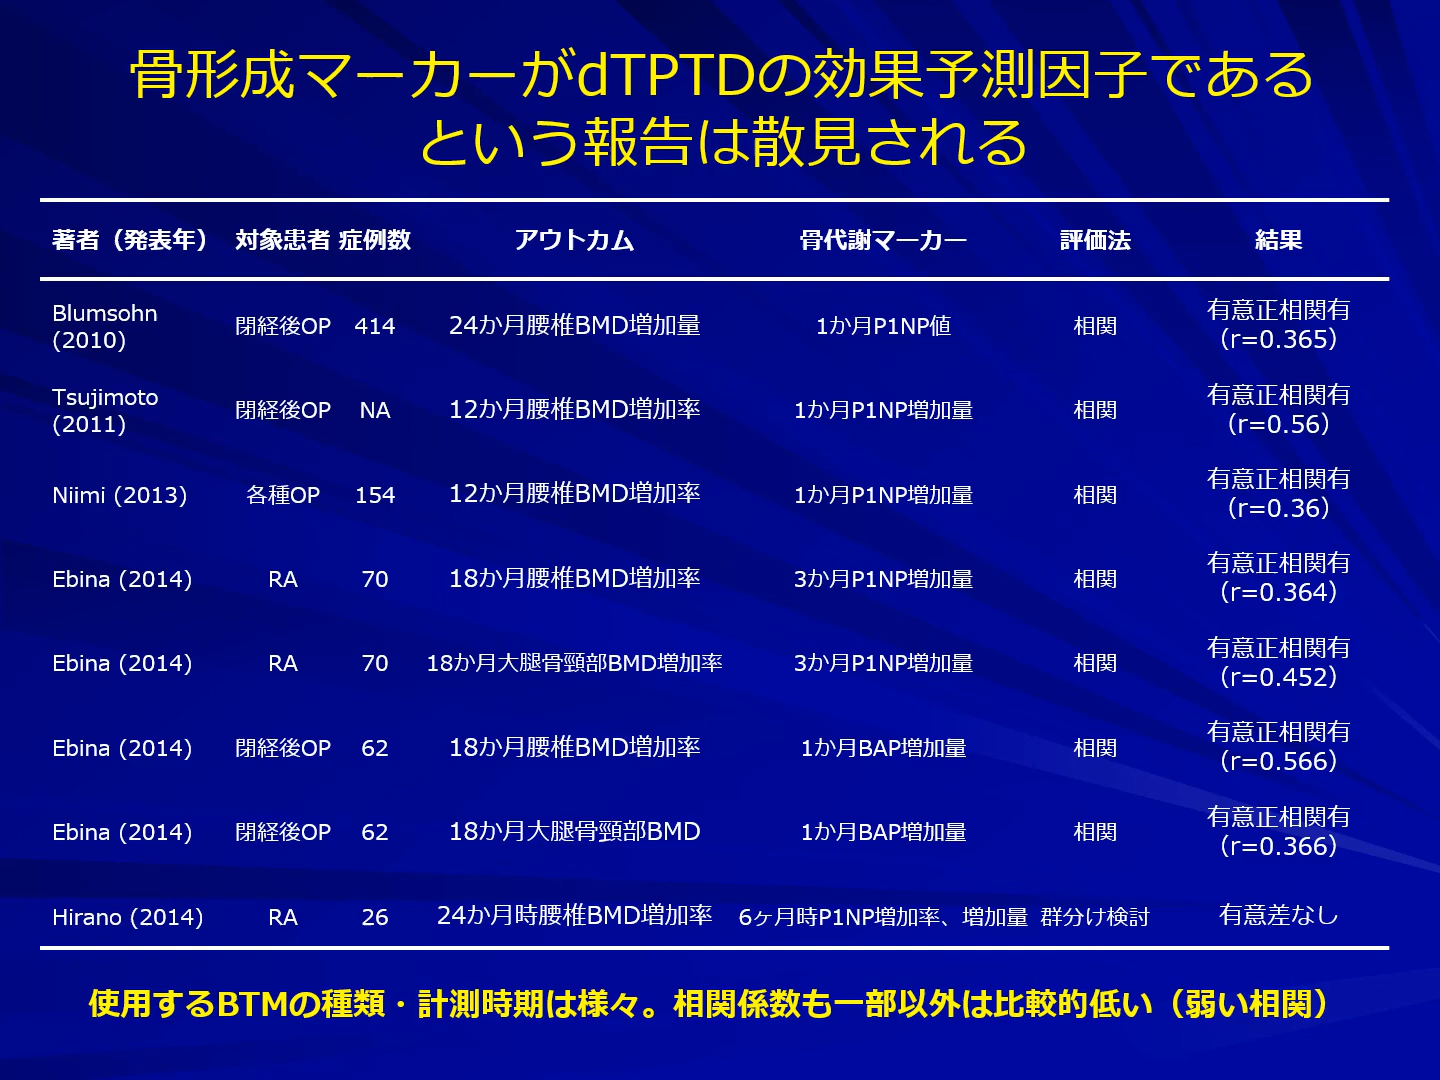 骨形成マーカーがdTPTDの効果予測因子である
という報告は散見される
著者（発表年） 対象患者 症例数 アウトカム 骨代謝マーカー 評価法 結果
Blumsohn (2010) 閉経後OP 414 24か月腰椎BMD増加量 1か月P1NP値 相関 有意正相関有（r=0.365）
Tsujimoto (2011) 閉経後OP NA 12か月腰椎BMD増加率 1か月P1NP増加量 相関 有意正相関有（r=0.56）
Niimi (2013) 各種OP 154 12か月腰椎BMD増加率 1か月P1NP増加量 相関 有意正相関有（r=0.36）
Ebina (2014) RA 70 18か月腰椎BMD増加率 3か月P1NP増加量 相関 有意正相関有（r=0.364）
Ebina (2014) RA 70 18か月大腿骨頸部BMD増加率 3か月P1NP増加量 相関 有意正相関有（r=0.452）
Ebina (2014) 閉経後OP 62 18か月腰椎BMD増加率 1か月BAP増加量 相関 有意正相関有（r=0.566）
Ebina (2014) 閉経後OP 62 18か月大腿骨頸部BMD 1か月BAP増加量 相関 有意正相関有（r=0.366）
Hirano (2014) RA 26 24か月時腰椎BMD増加率 6ヶ月時P1NP増加率、増加量 群分け検討 有意差なし
使用するBTMの種類・計測時期は様々。相関係数も一部以外は比較的低い（弱い相関）